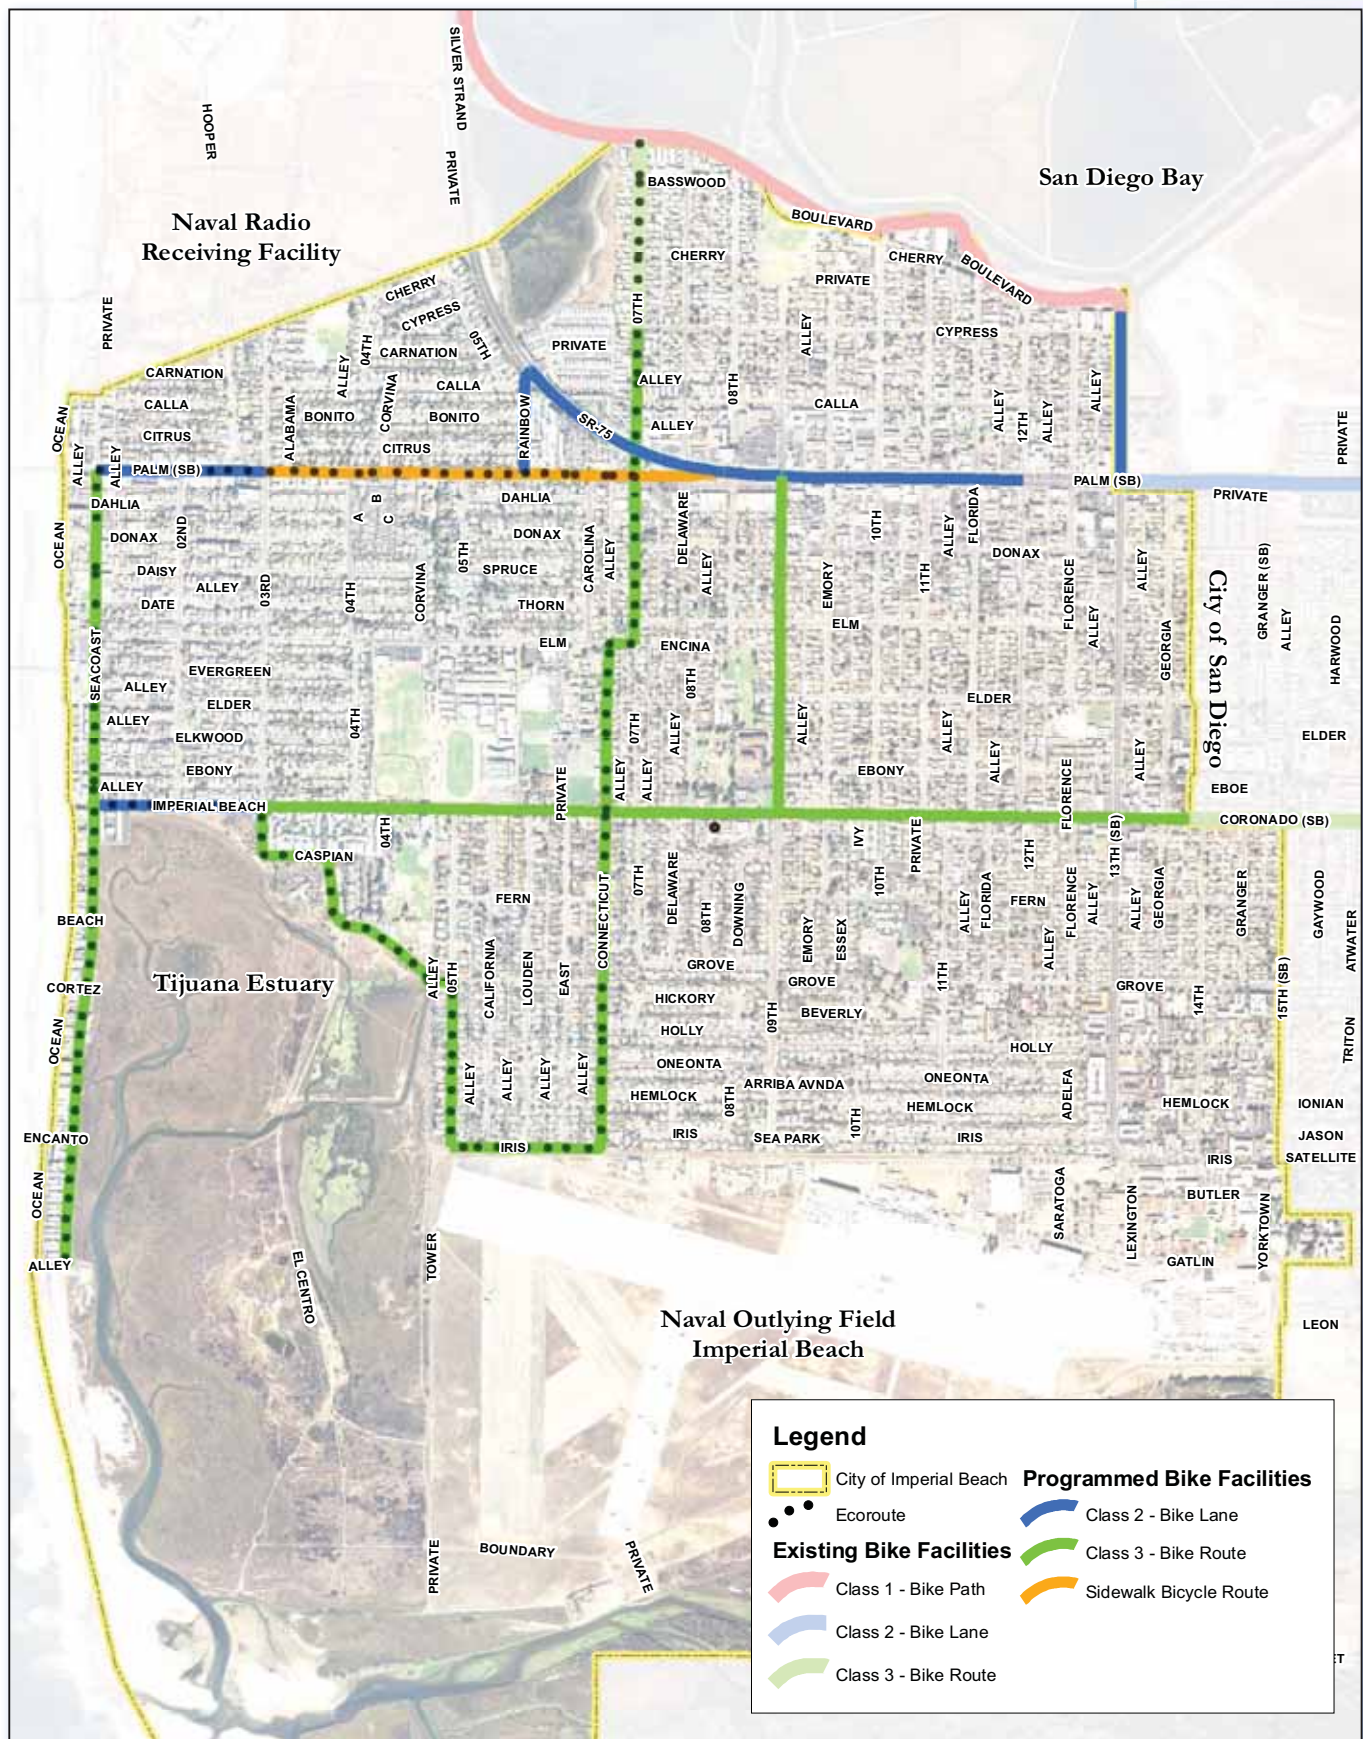 SILVER STRAND
HOOPER
PRIVATE
San Diego Bay
BASSWOOD
BOULEVARD
Naval Radio
Receiving Facility
CHERRY
CHERRY
BOULEVARD
PRIVATE
CHERRY
PRIVATE
07TH
CYPRESS
05TH
04TH
ALLEY
CYPRESS
PRIVATE
CARNATION
CARNATION
ALLEY
ALLEY
08TH
CALLA
ALLEY
CALLA
CALLA
CORVINA
ALABAMA
BONITO
BONITO
RAINBOW
SR-75
ALLEY
ALLEY
12TH
ALLEY
OCEAN
CITRUS
CITRUS
PRIVATE
ALLEY
ALLEY
PALM (SB)
PALM (SB)
PRIVATE
DAHLIA
DAHLIA
A
B
C
OCEAN
DONAX
02ND
DONAX
CAROLINA
ALLEY
DELAWARE
10TH
ALLEY
FLORIDA
DONAX
DAISY
05TH
SPRUCE
ALLEY
ALLEY
GRANGER (SB)
ALLEY
03RD
04TH
CORVINA
EMORY
11TH
FLORENCE
DATE
THORN
ELM
ALLEY
ALLEY
HARWOOD
City of San Diego
ELM
ENCINA
GEORGIA
SEACOAST
EVERGREEN
08TH
ALLEY
ELDER
ELDER
ALLEY
04TH
07TH
ALLEY
ALLEY
ALLEY
ALLEY
ALLEY
ELKWOOD
ELDER
EBONY
EBONY
ALLEY
PRIVATE
ALLEY
ALLEY
FLORENCE
EBOE
IMPERIAL BEACH
CORONADO (SB)
04TH
IVY
PRIVATE
12TH
13TH (SB)
CASPIAN
07TH
DELAWARE
10TH
FERN
08TH
DOWNING
ALLEY
FLORIDA
FERN
FLORENCE
ALLEY
ALLEY
GEORGIA
GRANGER
GAYWOOD
BEACH
CONNECTICUT
EMORY
ESSEX
ALLEY
ATWATER
Tijuana Estuary
ALLEY
05TH
CALIFORNIA
LOUDEN
EAST
GROVE
GROVE
11TH
GROVE
14TH
15TH (SB)
CORTEZ
HICKORY
BEVERLY
09TH
OCEAN
HOLLY
HOLLY
TRITON
ALLEY
ALLEY
ALLEY
ALLEY
ONEONTA
ARRIBA AVNDA
ONEONTA
ADELFA
HEMLOCK
08TH
10TH
HEMLOCK
HEMLOCK
IONIAN
ENCANTO
IRIS
IRIS
SEA PARK
IRIS
JASON
IRIS
SATELLITE
OCEAN
SARATOGA
LEXINGTON
BUTLER
YORKTOWN
ALLEY
TOWER
EL CENTRO
GATLIN
Naval Outlying Field
Imperial Beach
LEON
PRIVATE
BOUNDARY
PRIVATE
ET
Legend
City of Imperial Beach
Ecoroute
Existing Bike Facilities
Class 1 - Bike Path
Class 2 - Bike Lane
Class 3 - Bike Route
Programmed Bike Facilities
Class 2 - Bike Lane
Class 3 - Bike Route
Sidewalk Bicycle Route